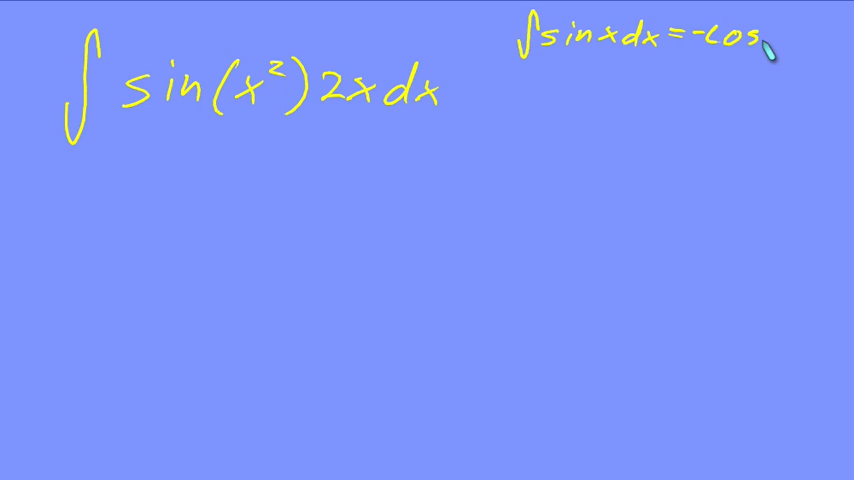 ∫ sin x dx = -cos
∫ sin(x²) 2x dx